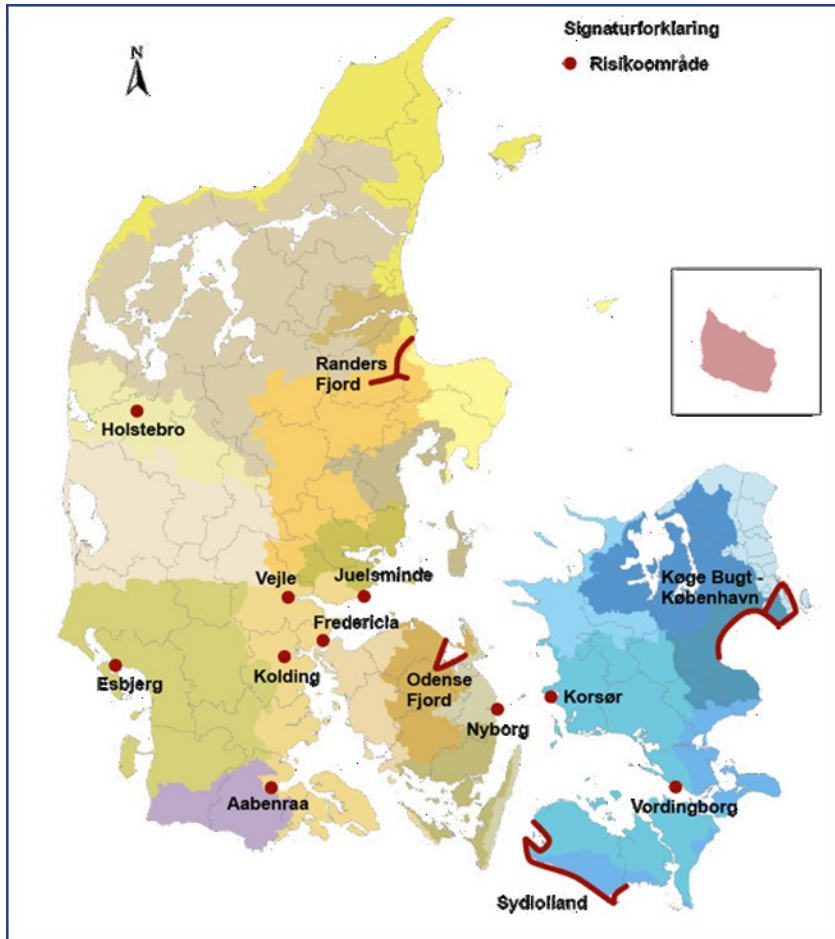 Signaturforklaring
N
Risikoområde
Randers
Fjord
Holstebro
Vejle
Juelsminde
Køge Bugt -
København
Fredericia
Esbjerg
Kolding
Odense
Fjord
Korsør
Nyborg
Aabenraa
Vordingborg
Sydlolland